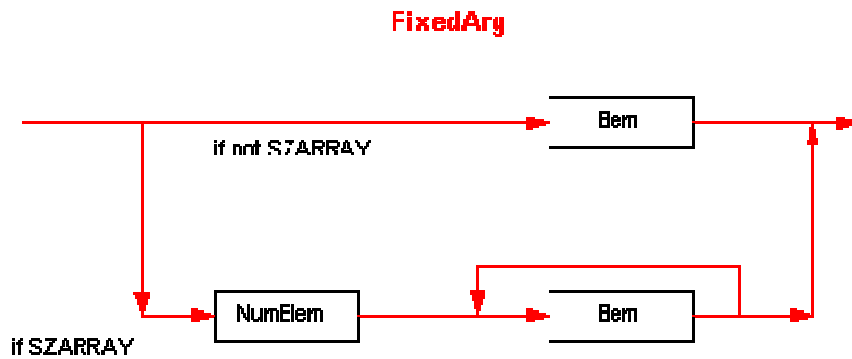 FixedArg
Elem
if not SZARRAY
NumElem
Elem
if SZARRAY